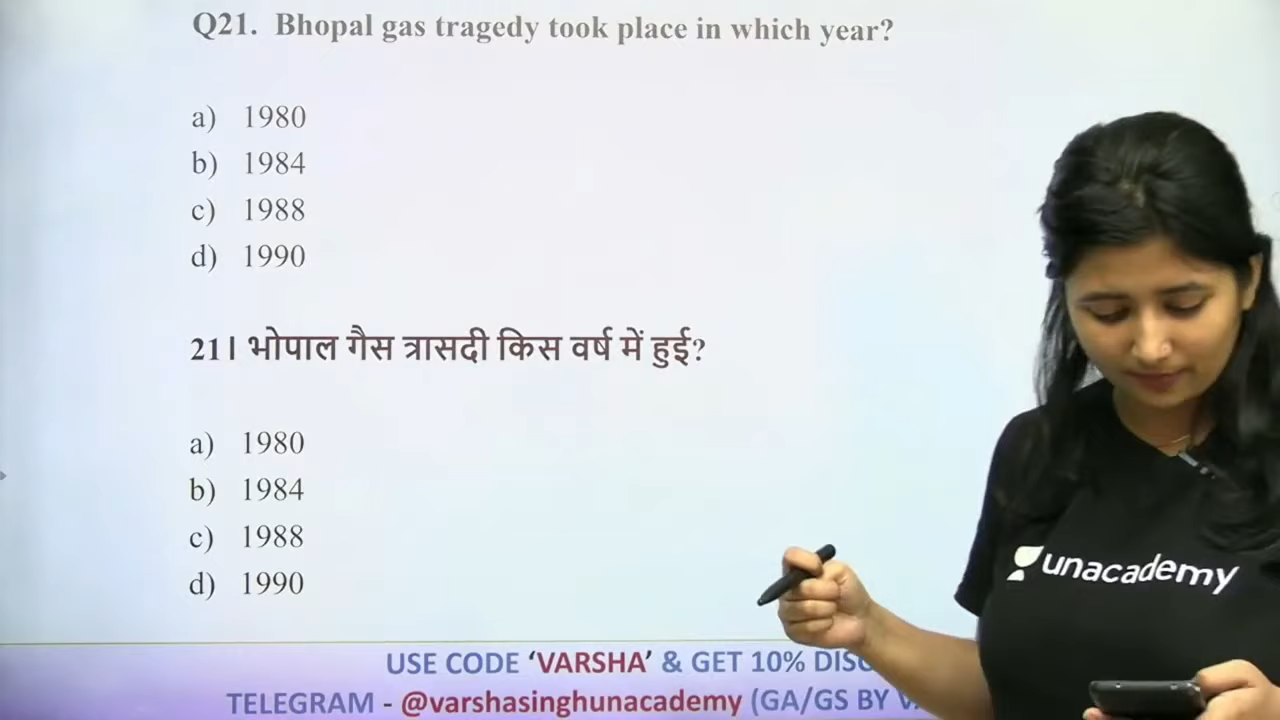 Q21. Bhopal gas tragedy took place in which year?
a) 1980
b) 1984
c) 1988
d) 1990
21। भोपाल गैस त्रासदी किस वर्ष में हुई?
a) 1980
b) 1984
c) 1988
d) 1990
unacademy
USE CODE ‘VARSHA’ & GET 10%
TELEGRAM - @varshasinghunacademy (GA/GS BY